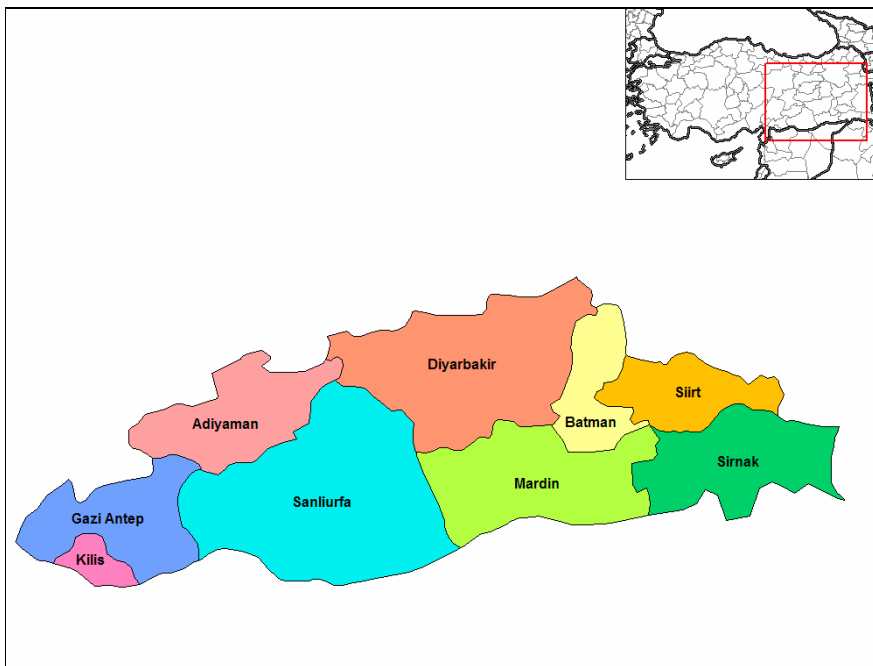 Diyarbakir
Siirt
Adiyaman
Batman
Sirnak
Mardin
Sanliurfa
Gazi Antep
Kilis